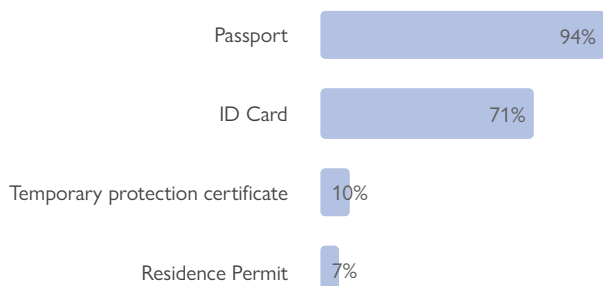 Passport 94%
ID Card 71%
Temporary protection certificate 10%
Residence Permit 7%